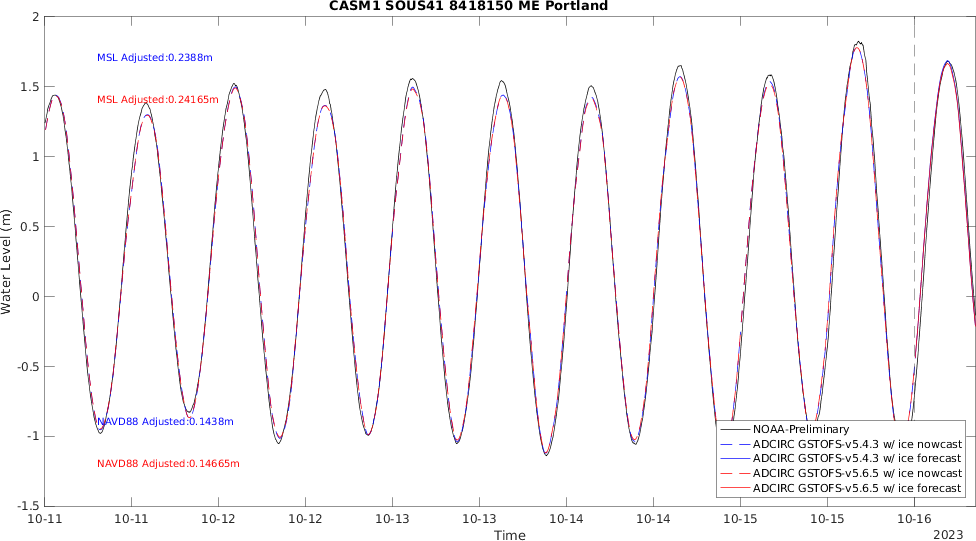 CASM1 SOUS41 8418150 ME Portland
2
1.5
1
0.5
0
-0.5
-1
-1.5
Water Level (m)
MSL Adjusted:0.2388m
MSL Adjusted:0.24165m
NAVD88 Adjusted:0.1438m
NAVD88 Adjusted:0.14665m
NOAA-Preliminary
ADCIRC GSTOFS-v5.4.3 w/ ice nowcast
ADCIRC GSTOFS-v5.4.3 w/ ice forecast
ADCIRC GSTOFS-v5.6.5 w/ ice nowcast
ADCIRC GSTOFS-v5.6.5 w/ ice forecast
10-11 10-11 10-12 10-12 10-13 10-13 10-14 10-14 10-15 10-15 10-16
Time
2023